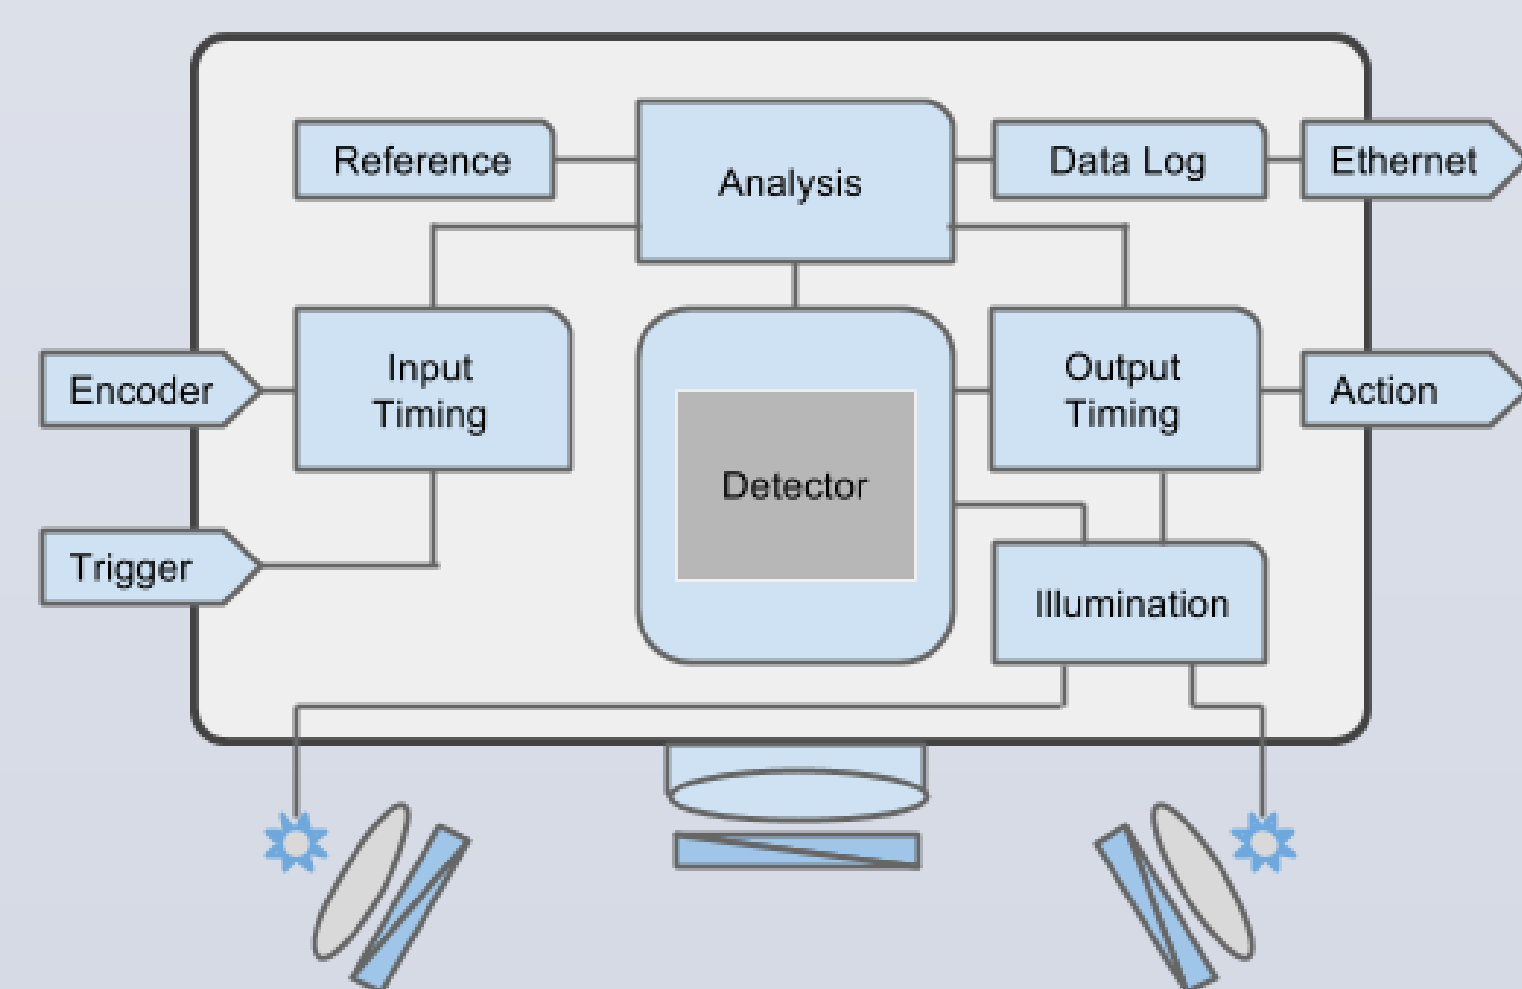 Reference
Analysis
Data Log
Ethernet
Encoder
Input
Timing
Output
Timing
Action
Detector
Trigger
Illumination